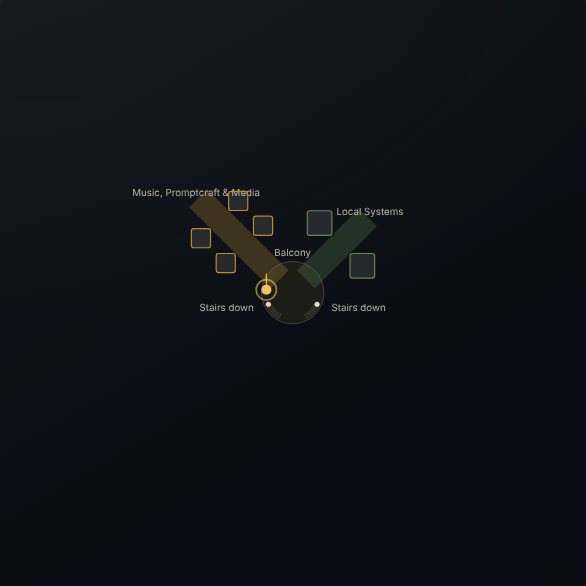 Music, Promptcraft & Media
Local Systems
Balcony
Stairs down
Stairs down